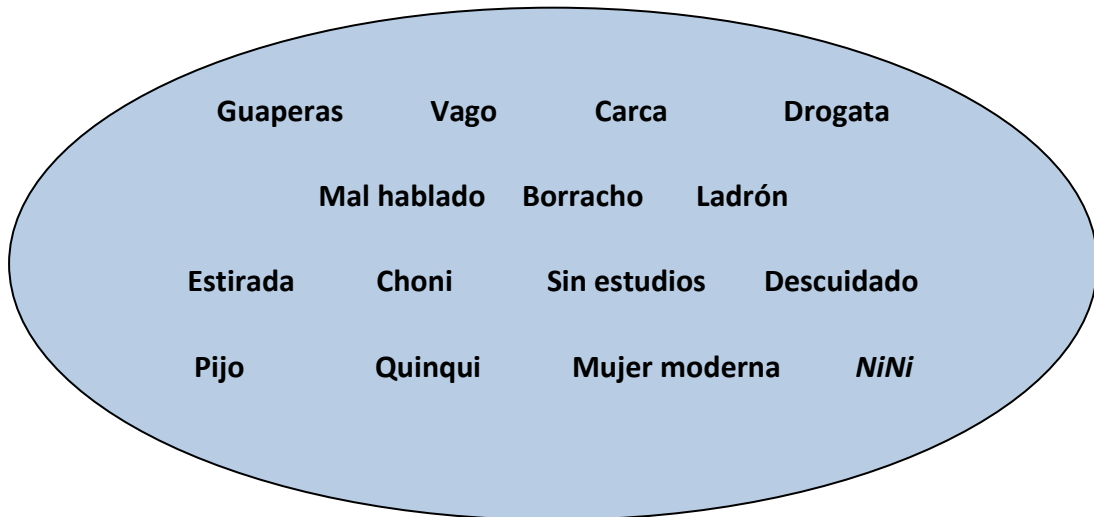 Guaperas Vago Carca Drogata
Mal hablado Borracho Ladrón
Estirada Choni Sin estudios Descuidado
Pijo Quinqui Mujer moderna NiNi